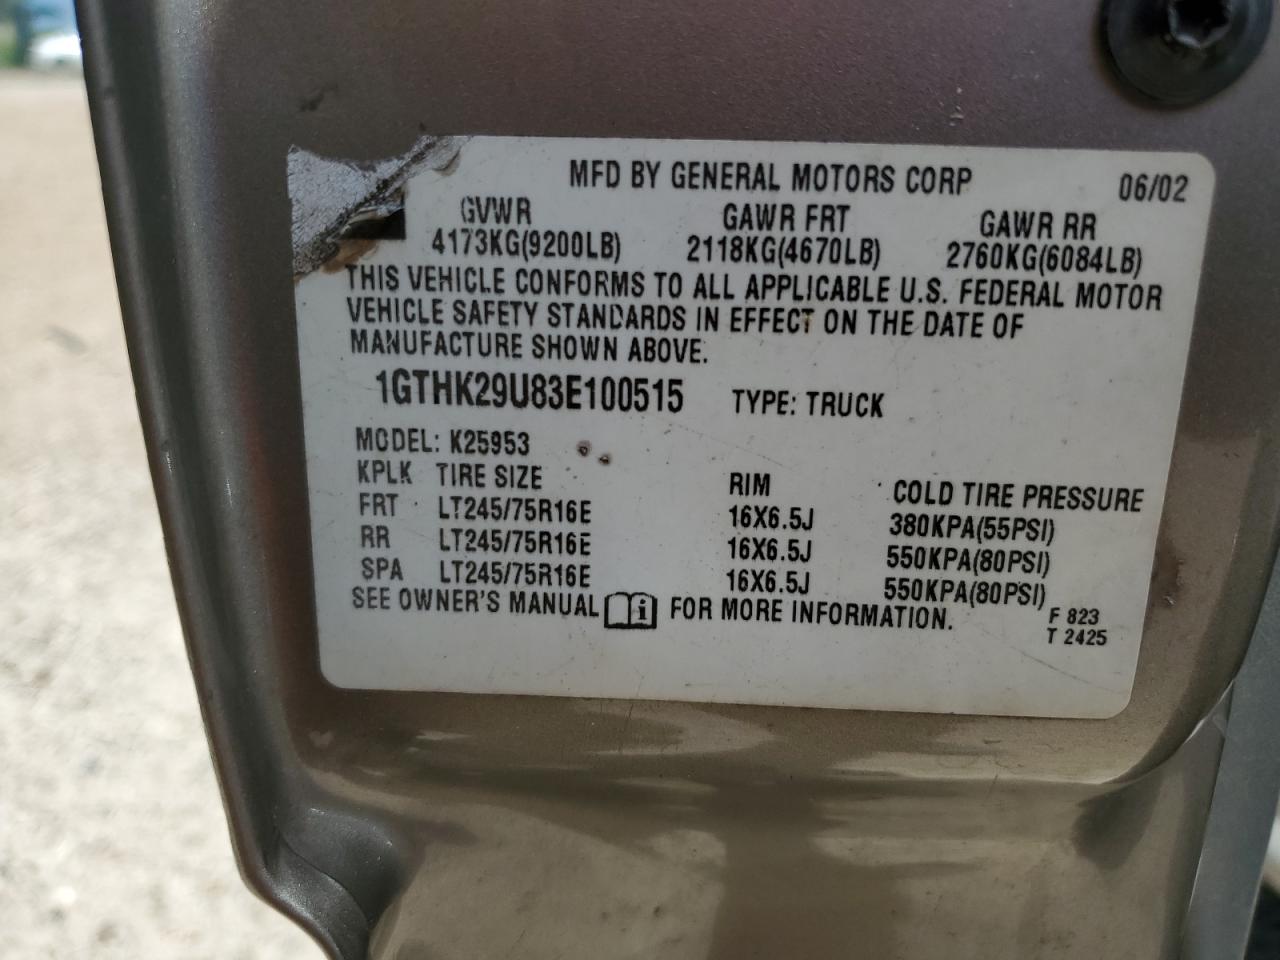 MFD BY GENERAL MOTORS CORP 06/02
GVWR GAWR FRT GAWR RR
4173KG(9200LB) 2118KG(4670LB) 2760KG(6084LB)
THIS VEHICLE CONFORMS TO ALL APPLICABLE U.S. FEDERAL MOTOR
VEHICLE SAFETY STANDARDS IN EFFECT ON THE DATE OF
MANUFACTURE SHOWN ABOVE.
1GTHK29U83E100515 TYPE: TRUCK
MODEL: K25953
KPLK TIRE SIZE RIM COLD TIRE PRESSURE
FRT LT245/75R16E 16X6.5J 380KPA(55PSI)
RR LT245/75R16E 16X6.5J 550KPA(80PSI)
SPA LT245/75R16E 16X6.5J 550KPA(80PSI)
SEE OWNER'S MANUAL i FOR MORE INFORMATION.
F 823
T 2425